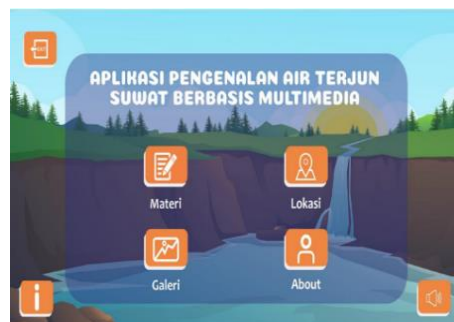 APLIKASI PENGENALAN AIR TERJUN
SUWAT BERBASIS MULTIMEDIA
Materi
Lokasi
Galeri
About